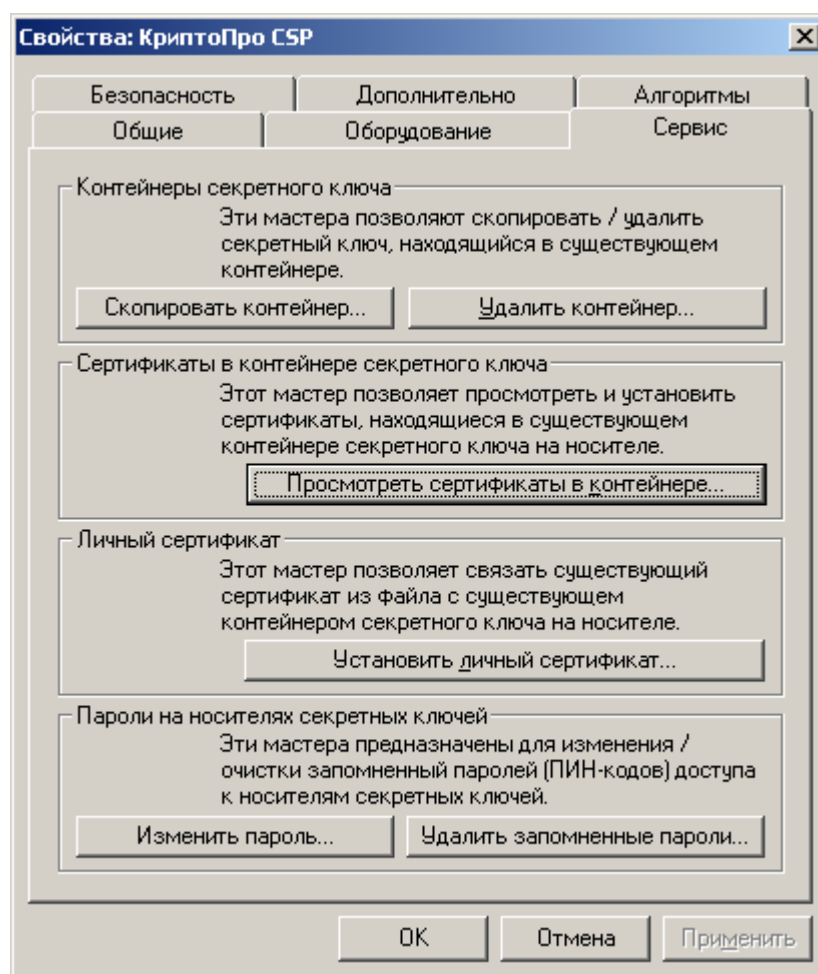 Свойства: КриптоПро CSP
Безопасность Дополнительно Алгоритмы
Общие Оборудование Сервис
Контейнеры секретного ключа
Эти мастера позволяют скопировать / удалить
секретный ключ, находящийся в существующем
контейнере.
Скопировать контейнер... Удалить контейнер...
Сертификаты в контейнере секретного ключа
Этот мастер позволяет просмотреть и установить
сертификаты, находящиеся в существующем
контейнере секретного ключа на носителе.
Просмотреть сертификаты в контейнере...
Личный сертификат
Этот мастер позволяет связать существующий
сертификат из файла с существующем
контейнером секретного ключа на носителе.
Установить личный сертификат...
Пароли на носителях секретных ключей
Эти мастера предназначены для изменения /
очистки запомненный паролей (ПИН-кодов) доступа
к носителям секретных ключей.
Изменить пароль... Удалить запомненные пароли...
ОК Отмена Применить